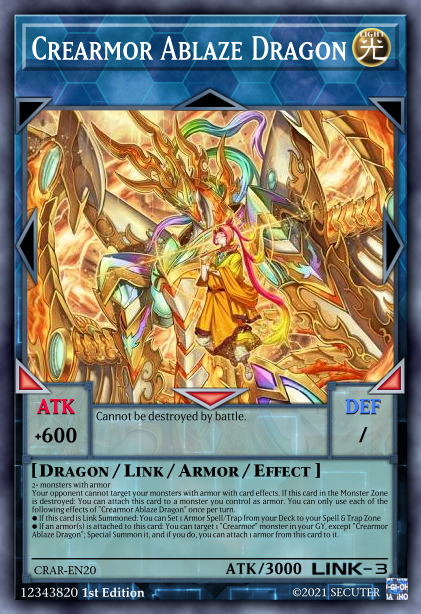 CREARMOR ABLAZE DRAGON
LIGHT
光
ATK
+600
Cannot be destroyed by battle.
DEF
/
[ DRAGON / LINK / ARMOR / EFFECT ]
2+ monsters with armor
Your opponent cannot target your monsters with armor with card effects. If this card in the Monster Zone
is destroyed: You can attach this card to a monster you control as armor. You can only use each of the
following effects of "Crearmor Ablaze Dragon" once per turn.
● If this card is Link Summoned: You can Set 1 Armor Spell/Trap from your Deck to your Spell & Trap Zone
● If an armor(s) is attached to this card: You can target 1 "Crearmor" monster in your GY, except "Crearmor
Ablaze Dragon"; Special Summon it, and if you do, you can attach 1 armor from this card to it.
CRAR-EN20
ATK/3000 LINK-3
12343820 1st Edition
©2021 SECUTER